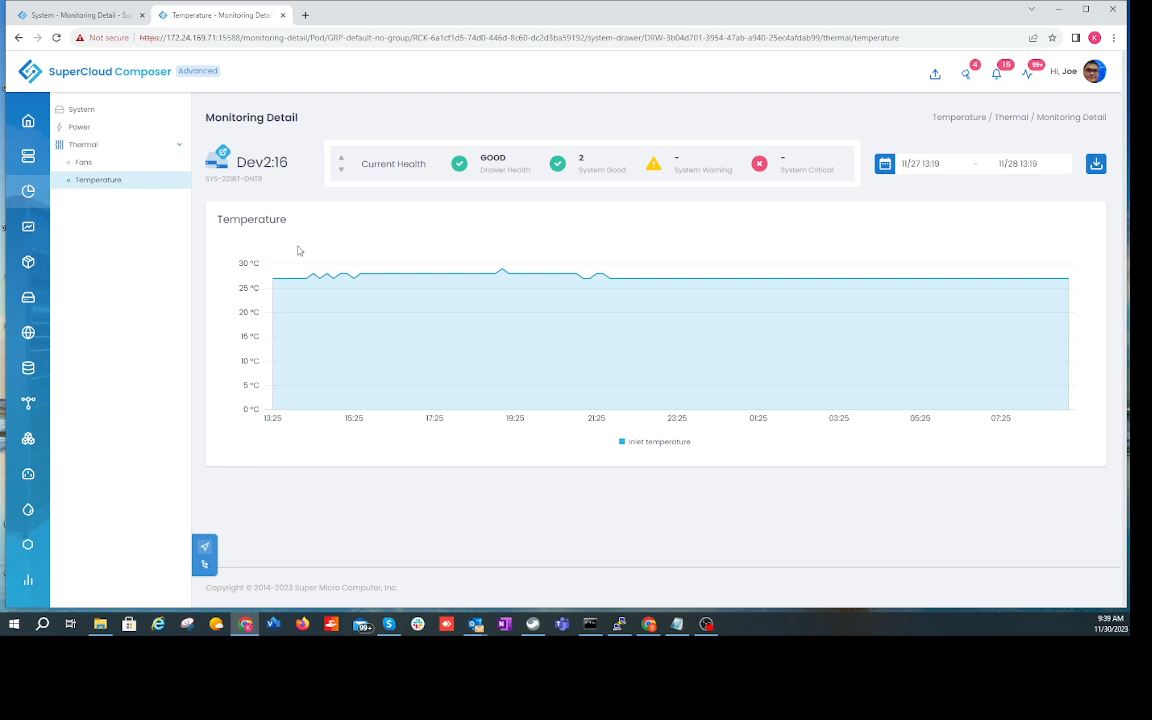 System - Monitoring Detail - Su
Temperature - Monitoring Detail
Not secure
https://172.24.169.71:15588/monitoring-detail/Pod/GRP-default-no-group/RCK-6a1cf1d5-74d0-446d-8c60-dc2d3ba59192/system-drawer/DRW-3b04d701-3954-47ab-a940-25ec4afdab99/thermal/temperature
K
SuperCloud Composer Advanced
4
15
99+
Hi, Joe
System
Power
Thermal
Fans
Temperature
Monitoring Detail
Temperature / Thermal / Monitoring Detail
Dev2:16
SYS-221BT-DNTR
Current Health
GOOD
Drawer Health
2
System Good
-
System Warning
-
System Critical
11/27 13:19 - 11/28 13:19
Temperature
30 °C
25 °C
20 °C
15 °C
10 °C
5 °C
0 °C
13:25 15:25 17:25 19:25 21:25 23:25 01:25 03:25 05:25 07:25
Inlet temperature
Copyright © 2014-2023 Super Micro Computer, Inc.
99+
9:39 AM
11/30/2023